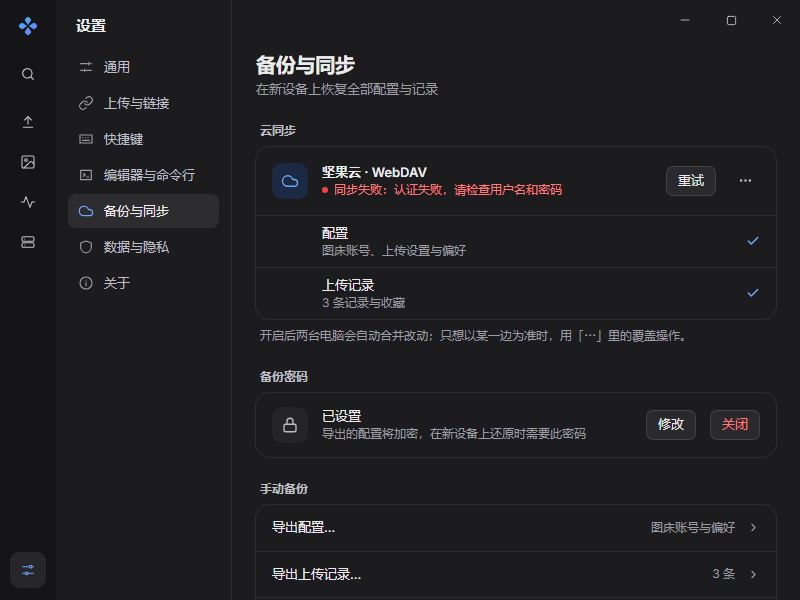 设置
通用
上传与链接
快捷键
编辑器与命令行
备份与同步
数据与隐私
关于
备份与同步
在新设备上恢复全部配置与记录
云同步
坚果云 · WebDAV
同步失败：认证失败，请检查用户名和密码
重试
配置
图床账号、上传设置与偏好
上传记录
3 条记录与收藏
开启后两台电脑会自动合并改动；只想以某一边为准时，用「⋯」里的覆盖操作。
备份密码
已设置
导出的配置将加密，在新设备上还原时需要此密码
修改
关闭
手动备份
导出配置...
图床账号与偏好
导出上传记录...
3 条